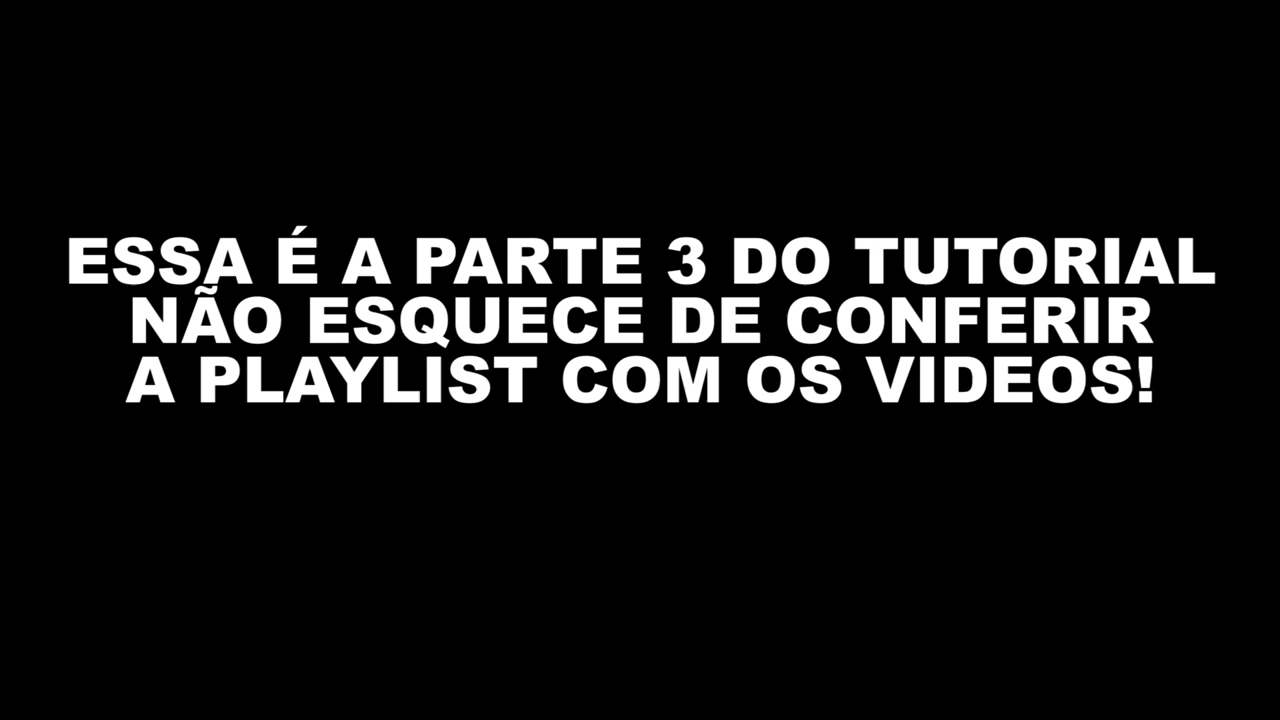 ESSA É A PARTE 3 DO TUTORIAL
NÃO ESQUECE DE CONFERIR
A PLAYLIST COM OS VIDEOS!